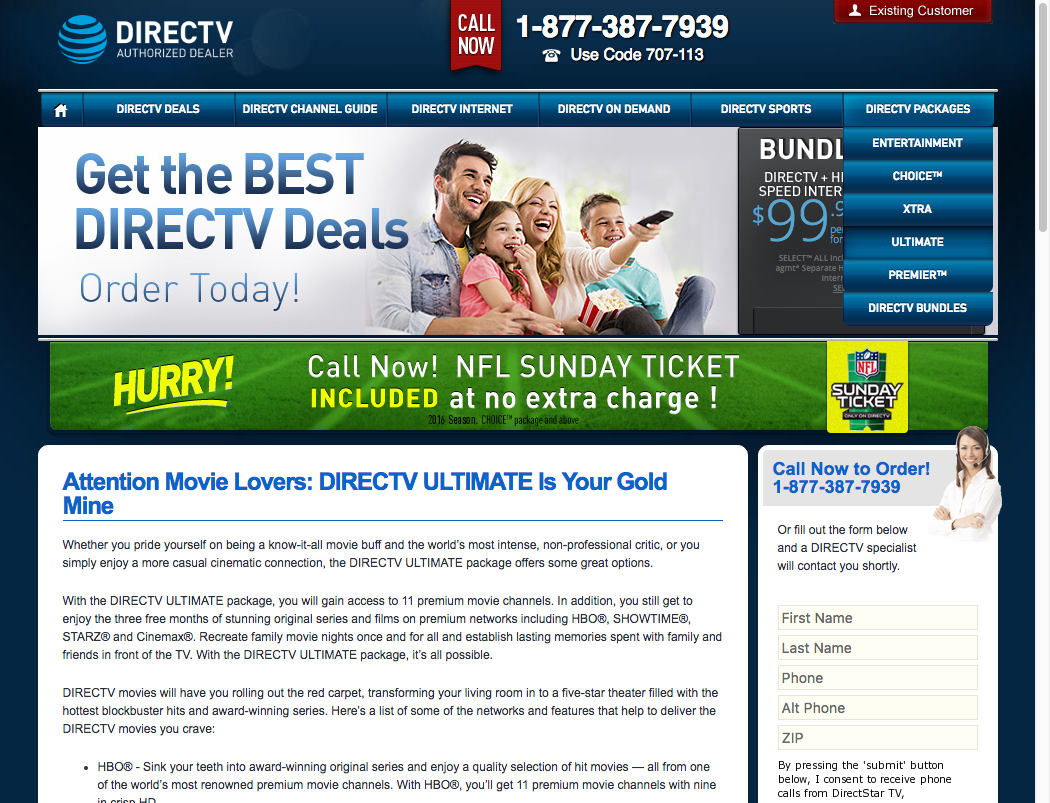 DIRECTV
AUTHORIZED DEALER
CALL
NOW
1-877-387-7939
Use Code 707-113
Existing Customer
DIRECTV DEALS
DIRECTV CHANNEL GUIDE
DIRECTV INTERNET
DIRECTV ON DEMAND
DIRECTV SPORTS
DIRECTV PACKAGES
ENTERTAINMENT
CHOICE™
XTRA
ULTIMATE
PREMIER™
DIRECTV BUNDLES
Get the BEST
DIRECTV Deals
Order Today!
BUNDL
DIRECTV + HI
SPEED INTER
$99.9
per
for
SELECT™ ALL Incl
agmt* Separate H
Intern
SE
HURRY!
Call Now! NFL SUNDAY TICKET
INCLUDED at no extra charge !
2016 Season. CHOICE™ package and above
NFL
SUNDAY
TICKET
ONLY ON DIRECTV
Attention Movie Lovers: DIRECTV ULTIMATE Is Your Gold
Mine
Whether you pride yourself on being a know-it-all movie buff and the world's most intense, non-professional critic, or you
simply enjoy a more casual cinematic connection, the DIRECTV ULTIMATE package offers some great options.
With the DIRECTV ULTIMATE package, you will gain access to 11 premium movie channels. In addition, you still get to
enjoy the three free months of stunning original series and films on premium networks including HBO®, SHOWTIME®,
STARZ® and Cinemax®. Recreate family movie nights once and for all and establish lasting memories spent with family and
friends in front of the TV. With the DIRECTV ULTIMATE package, it's all possible.
DIRECTV movies will have you rolling out the red carpet, transforming your living room in to a five-star theater filled with the
hottest blockbuster hits and award-winning series. Here's a list of some of the networks and features that help to deliver the
DIRECTV movies you crave:
• HBO® - Sink your teeth into award-winning original series and enjoy a quality selection of hit movies — all from one
of the world's most renowned premium movie channels. With HBO®, you'll get 11 premium movie channels with nine
in crisp HD
Call Now to Order!
1-877-387-7939
Or fill out the form below
and a DIRECTV specialist
will contact you shortly.
First Name
Last Name
Phone
Alt Phone
ZIP
By pressing the 'submit' button
below, I consent to receive phone
calls from DirectStar TV,